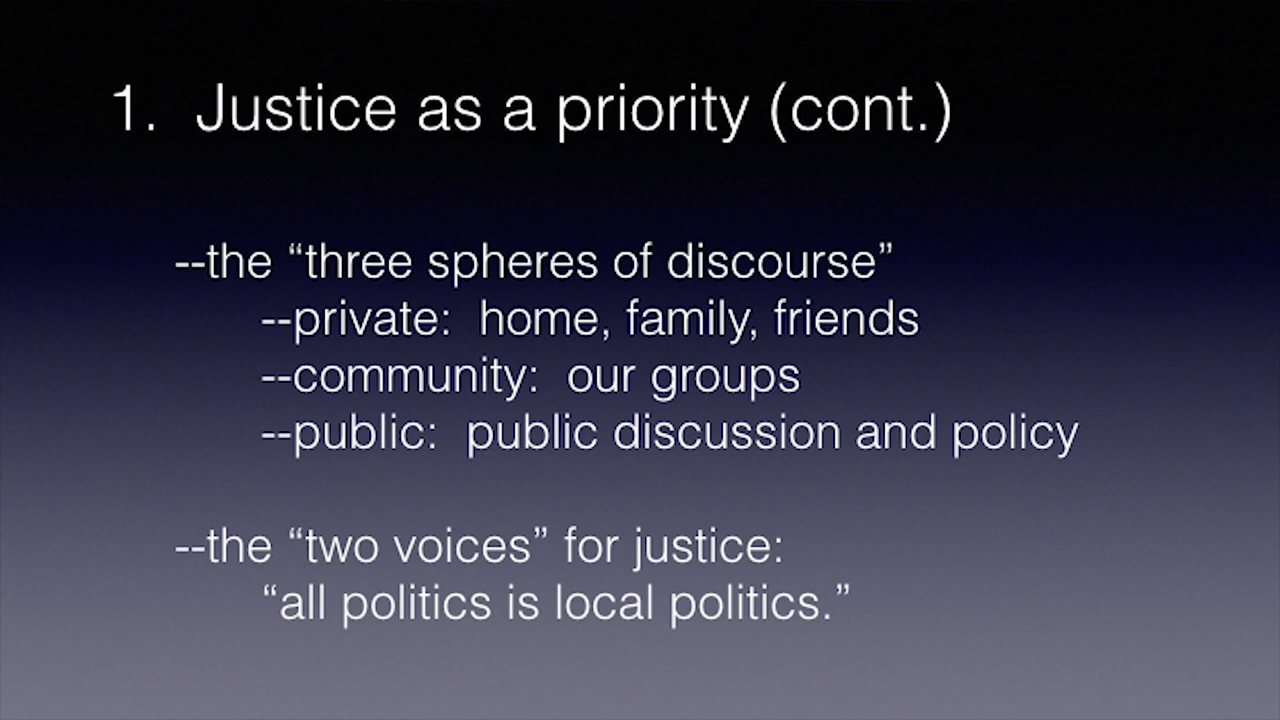 1. Justice as a priority (cont.)
--the “three spheres of discourse”
--private: home, family, friends
--community: our groups
--public: public discussion and policy
--the “two voices” for justice:
“all politics is local politics.”